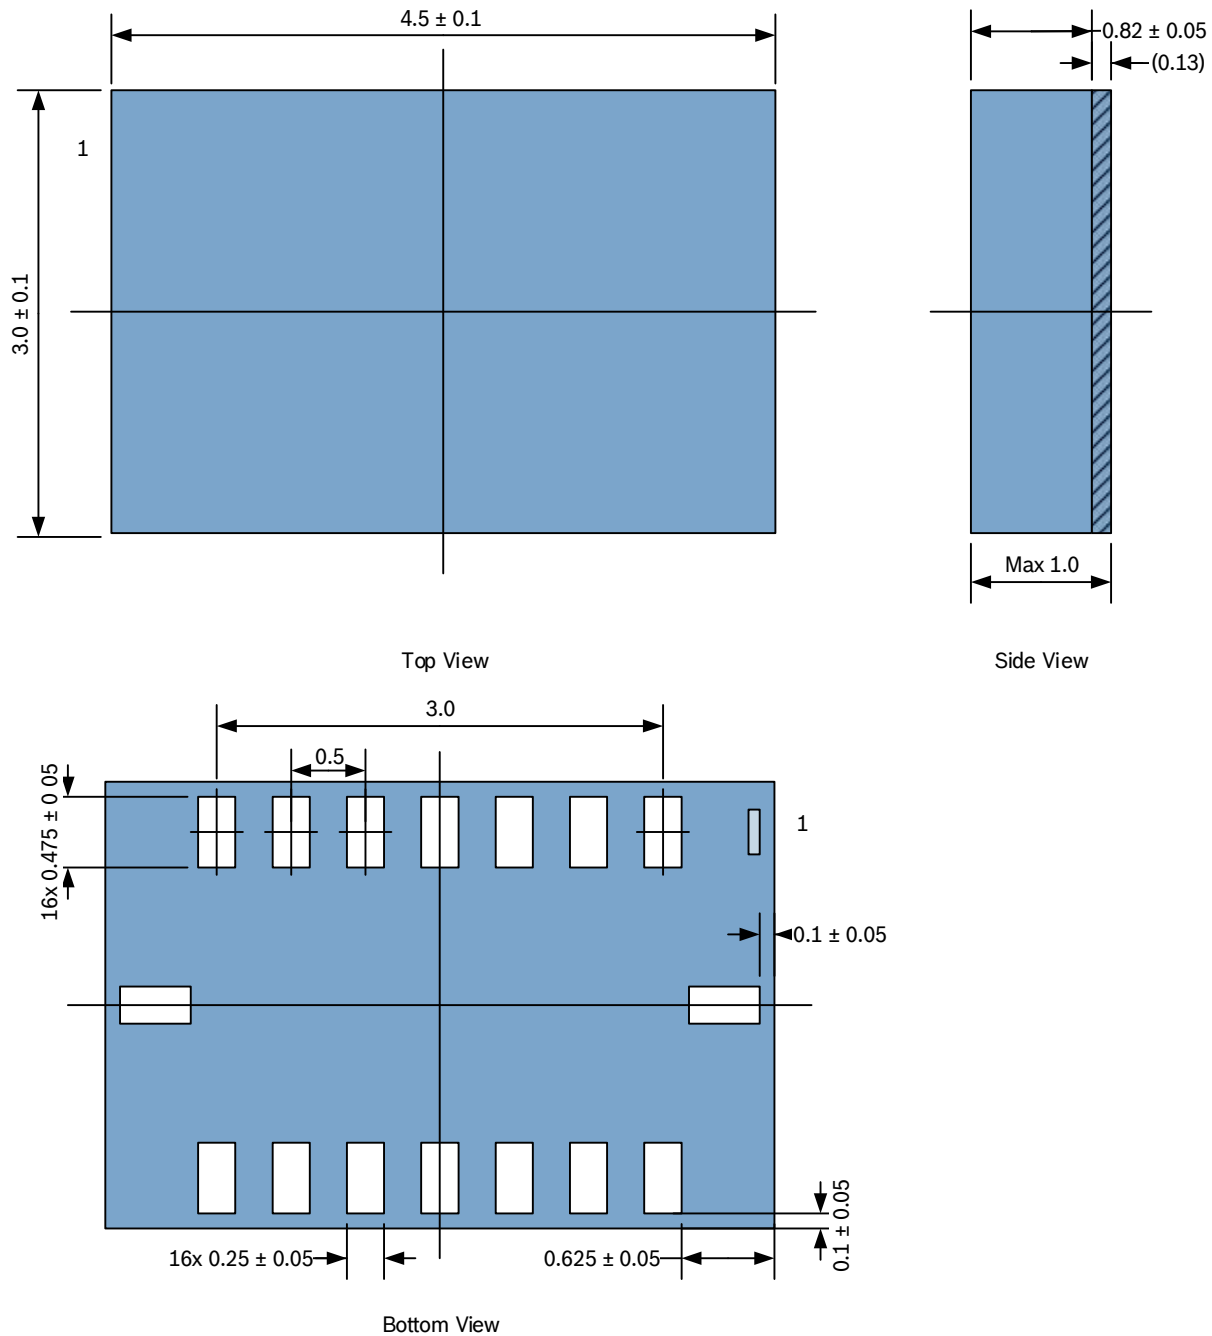 4.5 ± 0.1
0.82 ± 0.05
(0.13)
1
3.0 ± 0.1
Max 1.0
Top View
Side View
3.0
0.5
16x 0.475 ± 0 05
1
0.1 ± 0.05
0.1 ± 0.05
16x 0.25 ± 0.05
0.625 ± 0.05
Bottom View